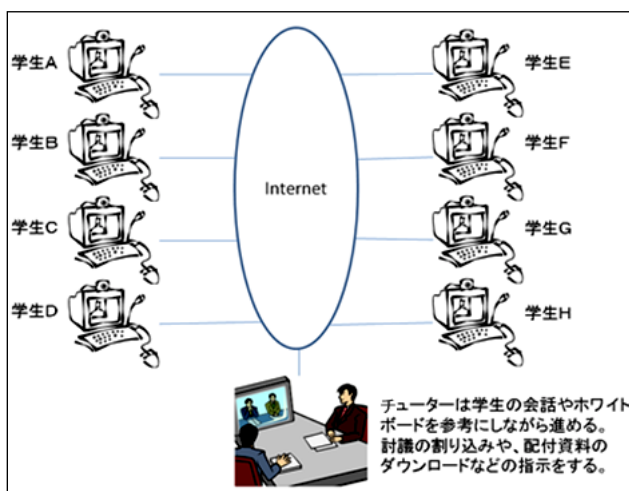 学生A
学生B
学生C
学生D
Internet
学生E
学生F
学生G
学生H
チューターは学生の会話やホワイト
ボードを参考にしながら進める。
討議の割り込みや、配付資料の
ダウンロードなどの指示をする。